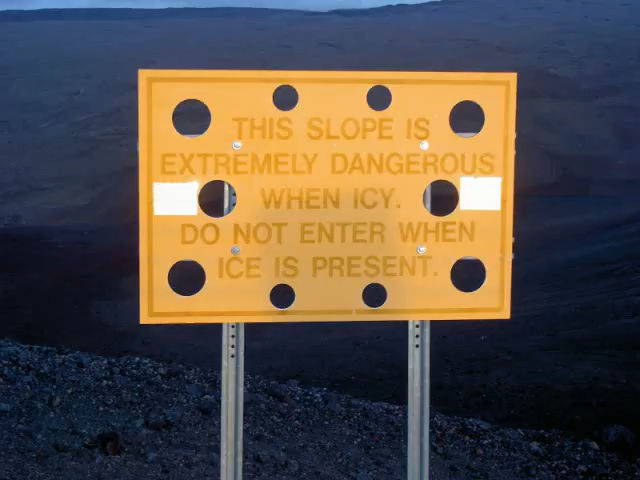 THIS SLOPE IS
EXTREMELY DANGEROUS
WHEN ICY.
DO NOT ENTER WHEN
ICE IS PRESENT.